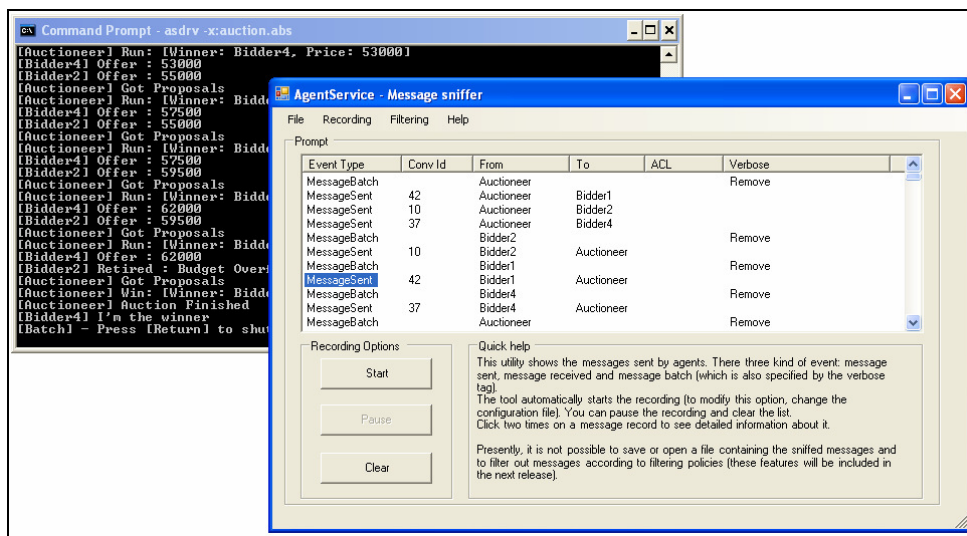 Command Prompt - asdrv -x:auction.abs
[Auctioneer] Run: [Winner: Bidder4, Price: 53000]
[Bidder4] Offer : 53000
[Bidder2] Offer : 55000
[Auctioneer] Got Proposals
[Auctioneer] Run: [Winner: Bidd
[Bidder4] Offer : 57500
[Bidder2] Offer : 55000
[Auctioneer] Got Proposals
[Auctioneer] Run: [Winner: Bidd
[Bidder4] Offer : 57500
[Bidder2] Offer : 59500
[Auctioneer] Got Proposals
[Auctioneer] Run: [Winner: Bidd
[Bidder4] Offer : 62000
[Bidder2] Offer : 59500
[Auctioneer] Got Proposals
[Auctioneer] Run: [Winner: Bidd
[Bidder4] Offer : 62000
[Bidder2] Retired : Budget Over
[Auctioneer] Got Proposals
[Auctioneer] Win: [Winner: Bidd
[Auctioneer] Auction Finished
[Bidder4] I'm the winner
[Batch] - Press [Return] to shut
AgentService - Message sniffer
File Recording Filtering Help
Prompt
Event Type Conv Id From To ACL Verbose
MessageBatch Auctioneer Remove
MessageSent 42 Auctioneer Bidder1
MessageSent 10 Auctioneer Bidder2
MessageSent 37 Auctioneer Bidder4
MessageBatch Bidder2 Remove
MessageSent 10 Bidder2 Auctioneer
MessageBatch Bidder1 Remove
MessageSent 42 Bidder1 Auctioneer
MessageBatch Bidder4 Remove
MessageSent 37 Bidder4 Auctioneer
MessageBatch Auctioneer Remove
Recording Options
Start
Pause
Clear
Quick help
This utility shows the messages sent by agents. There three kind of event: message
sent, message received and message batch (which is also specified by the verbose
tag).
The tool automatically starts the recording (to modify this option, change the
configuration file). You can pause the recording and clear the list.
Click two times on a message record to see detailed information about it.
Presently, it is not possible to save or open a file containing the sniffed messages and
to filter out messages according to filtering policies (these features will be included in
the next release).